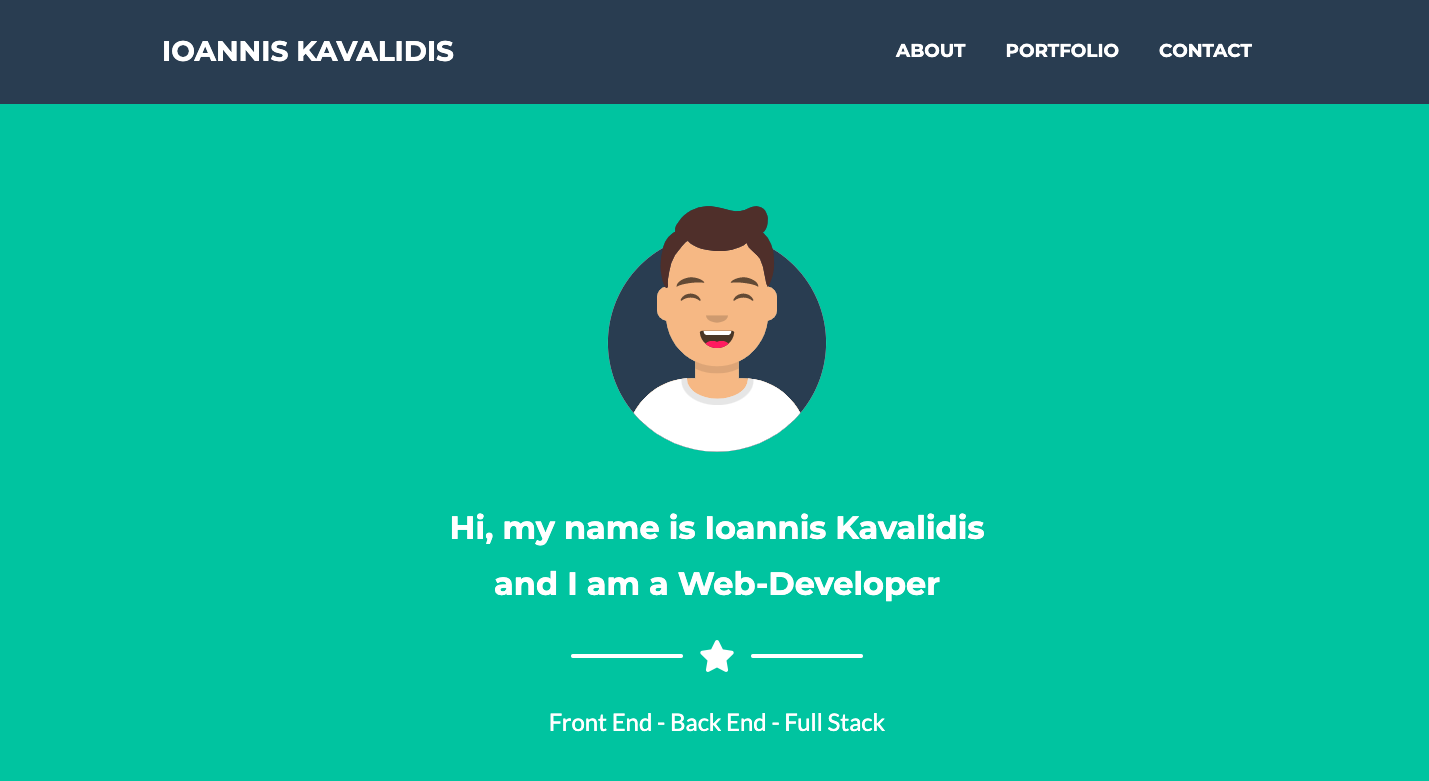 IOANNIS KAVALIDIS
ABOUT PORTFOLIO CONTACT
Hi, my name is Ioannis Kavalidis
and I am a Web-Developer
Front End - Back End - Full Stack